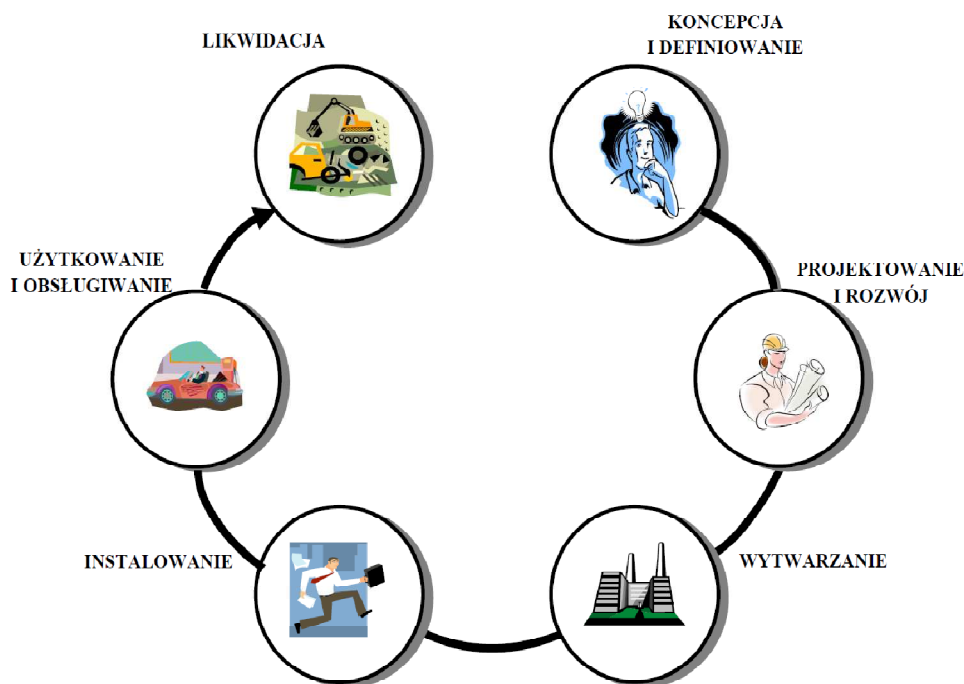 LIKWIDACJA
KONCEPCJA
I DEFINIOWANIE
UŻYTKOWANIE
I OBSŁUGIWANIE
PROJEKTOWANIE
I ROZWÓJ
INSTALOWANIE
WYTWARZANIE